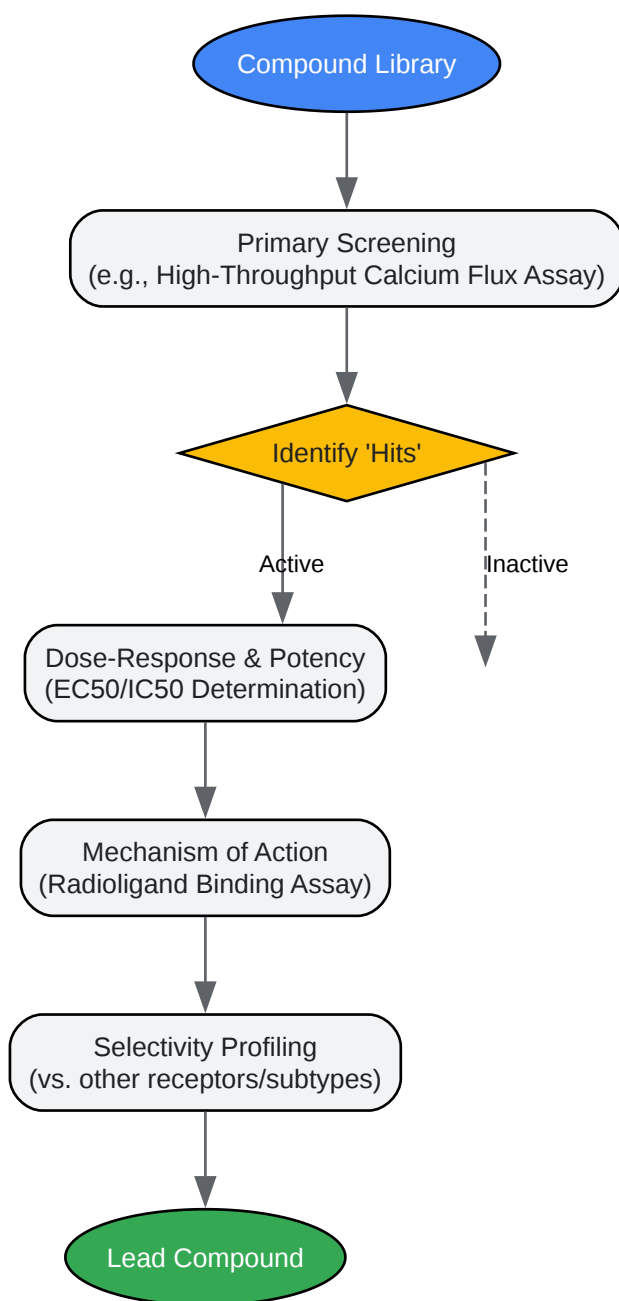 Compound Library
Primary Screening
(e.g., High-Throughput Calcium Flux Assay)
Identify 'Hits'
Active
Inactive
Dose-Response & Potency
(EC50/IC50 Determination)
Mechanism of Action
(Radioligand Binding Assay)
Selectivity Profiling
(vs. other receptors/subtypes)
Lead Compound